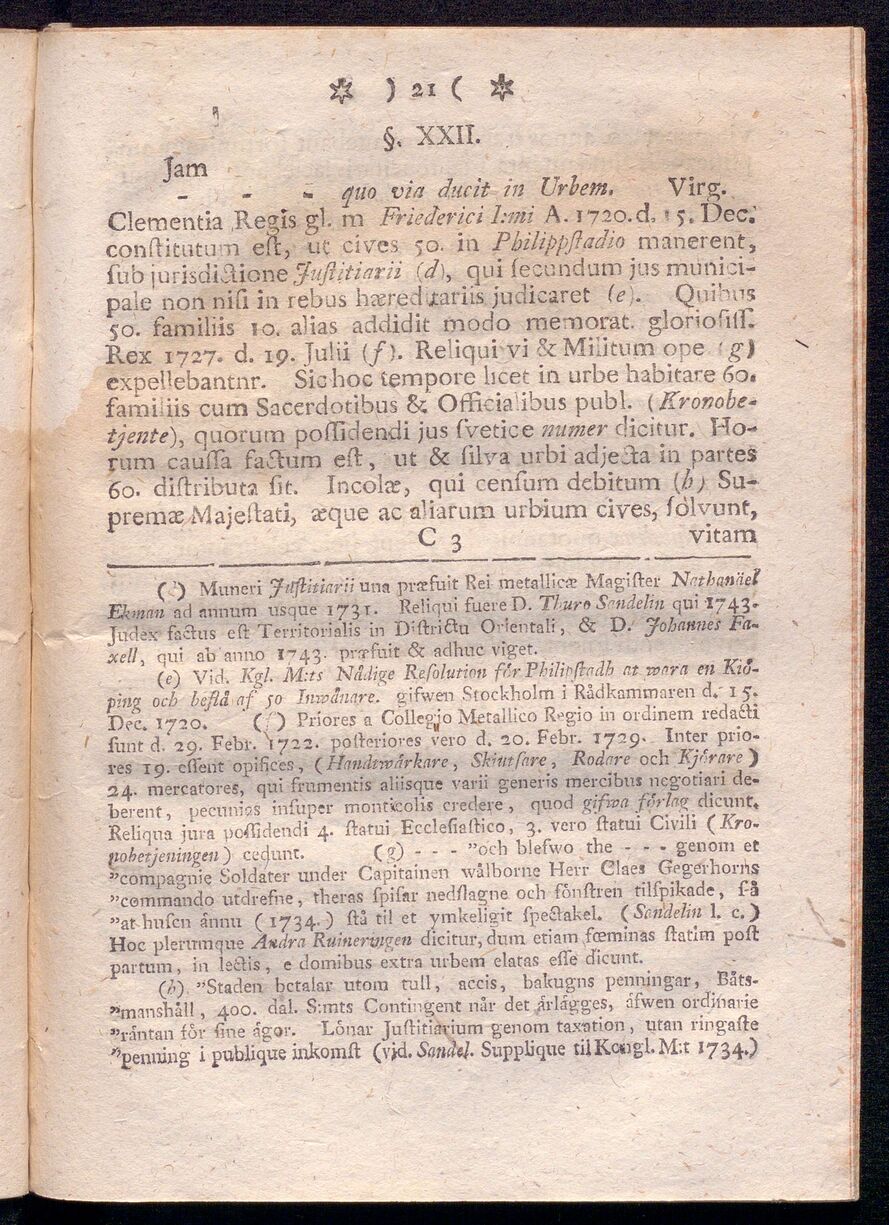 ✡ ) 21 ( ✡
§. XXII.
Jam
- - - quo via ducit in Urbem. Virg.
Clementia Regis gl. m Friederici I:mi A. 1720. d. 15. Dec.
conſtitutum eſt, ut cives 50. in Philippſtadio manerent,
ſub jurisdictione Juſtitiarii (d), qui ſecundum jus munici-
pale non niſi in rebus hæreditariis judicaret (e). Quibus
50. familiis 10. alias addidit modo memorat. glorioſiſſ.
Rex 1727. d. 19. Julii (f). Reliqui vi & Militum ope (g)
expellebantnr. Sic hoc tempore licet in urbe habitare 60.
familiis cum Sacerdotibus & Officialibus publ. (Kronobe-
tjente), quorum poſſidendi jus ſvetice numer dicitur. Ho-
rum cauſſa factum eſt, ut & ſilva urbi adjecta in partes
60. diſtributa ſit. Incolæ, qui cenſum debitum (h) Su-
premæ Majeſtati, æque ac aliarum urbium cives, ſolvunt,
C 3 vitam
(d) Muneri Juſtitiarii una præfuit Rei metallicæ Magiſter Nathanäel
Ekman ad annum usque 1731. Reliqui fuere D. Thuro Sandelin qui 1743.
Judex factus eſt Territorialis in Diſtrictu Orientali, & D. Johannes Fa-
xell, qui ab anno 1743. præfuit & adhuc viget.
(e) Vid. Kgl. M:ts Nådige Reſolution för Philipſtadh at wara en Kiö-
ping och beſtå af 50 Inwånare. gifwen Stockholm i Rådkammaren d. 15.
Dec. 1720. (f) Priores a Collegio Metallico Regio in ordinem redacti
ſunt d. 29. Febr. 1722. poſteriores vero d. 20. Febr. 1729. Inter prio-
res 19. eſſent opifices, (Handtwårkare, Skiutſare, Rodare och Kjörare)
24. mercatores, qui frumentis aliisque varii generis mercibus negotiari de-
berent, pecunias inſuper monticolis credere, quod gifwa förlag dicunt.
Reliqua jura poſſidendi 4. ſtatui Eccleſiaſtico, 3. vero ſtatui Civili (Kro-
nobetjeningen) cedunt. (g) - - - "och blefwo the - - - genom et
"compagnie Soldater under Capitainen wålborne Herr Claes Gegerhorns
"commando utdrefne, theras ſpiſar nedſlagne och fönſtren tilſpikade, ſå
"at huſen ånnu (1734.) ſtå til et ymkeligit ſpectakel. (Sandelin l. c.)
Hoc plerumque Andra Ruineringen dicitur, dum etiam fœminas ſtatim poſt
partum, in lectis, e domibus extra urbem elatas eſſe dicunt.
(h) "Staden betalar utom tull, accis, bakugns penningar, Båts-
"manshåll, 400. dal. S:mts Contingent når det årlågges, åfwen ordinarie
"råntan för ſine ågor. Lönar Juſtitiarium genom taxation, utan ringaſte
"penning i publique inkomſt (vid. Sandel. Supplique til Kongl. M:t 1734.)